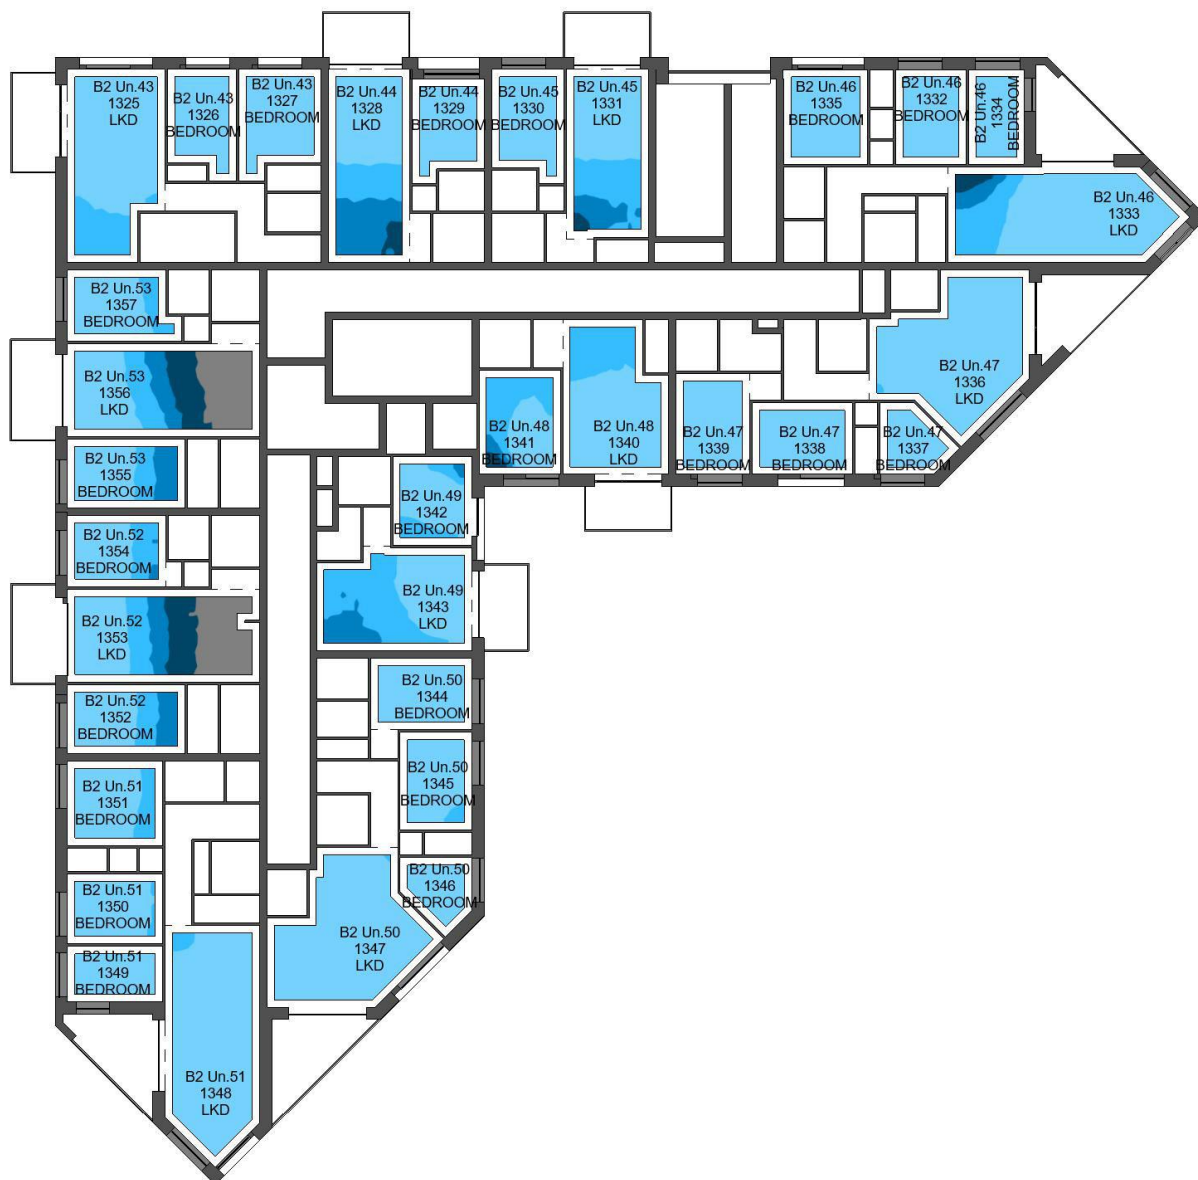 B2 Un.43
1325
LKD
B2 Un.43
1326
BEDROOM
B2 Un.43
1327
BEDROOM
B2 Un.44
1328
LKD
B2 Un.44
1329
BEDROOM
B2 Un.45
1330
BEDROOM
B2 Un.45
1331
LKD
B2 Un.46
1335
BEDROOM
B2 Un.46
1332
BEDROOM
B2 Un.46
1334
BEDROOM
B2 Un.46
1333
LKD
B2 Un.53
1357
BEDROOM
B2 Un.53
1356
LKD
B2 Un.47
1336
LKD
B2 Un.48
1341
BEDROOM
B2 Un.48
1340
LKD
B2 Un.47
1339
BEDROOM
B2 Un.47
1338
BEDROOM
B2 Un.47
1337
BEDROOM
B2 Un.53
1355
BEDROOM
B2 Un.49
1342
BEDROOM
B2 Un.52
1354
BEDROOM
B2 Un.49
1343
LKD
B2 Un.52
1353
LKD
B2 Un.50
1344
BEDROOM
B2 Un.52
1352
BEDROOM
B2 Un.50
1345
BEDROOM
B2 Un.51
1351
BEDROOM
B2 Un.50
1346
BEDROOM
B2 Un.51
1350
BEDROOM
B2 Un.50
1347
LKD
B2 Un.51
1349
BEDROOM
B2 Un.51
1348
LKD